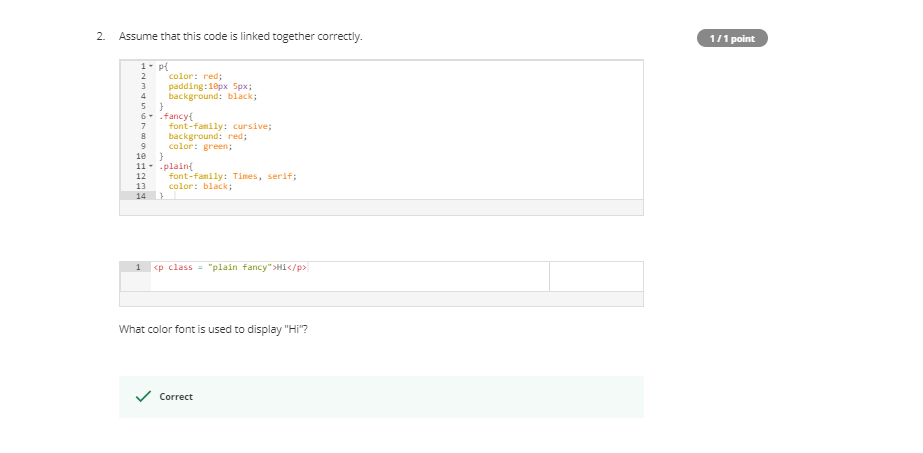 2. Assume that this code is linked together correctly.
1/1 point
1 p{
2 color: red;
3 padding:10px 5px;
4 background: black;
5 }
6 .fancy{
7 font-family: cursive;
8 background: red;
9 color: green;
10 }
11 .plain{
12 font-family: Times, serif;
13 color: black;
14 }
1 <p class = "plain fancy">Hi</p>
What color font is used to display "Hi"?
Correct